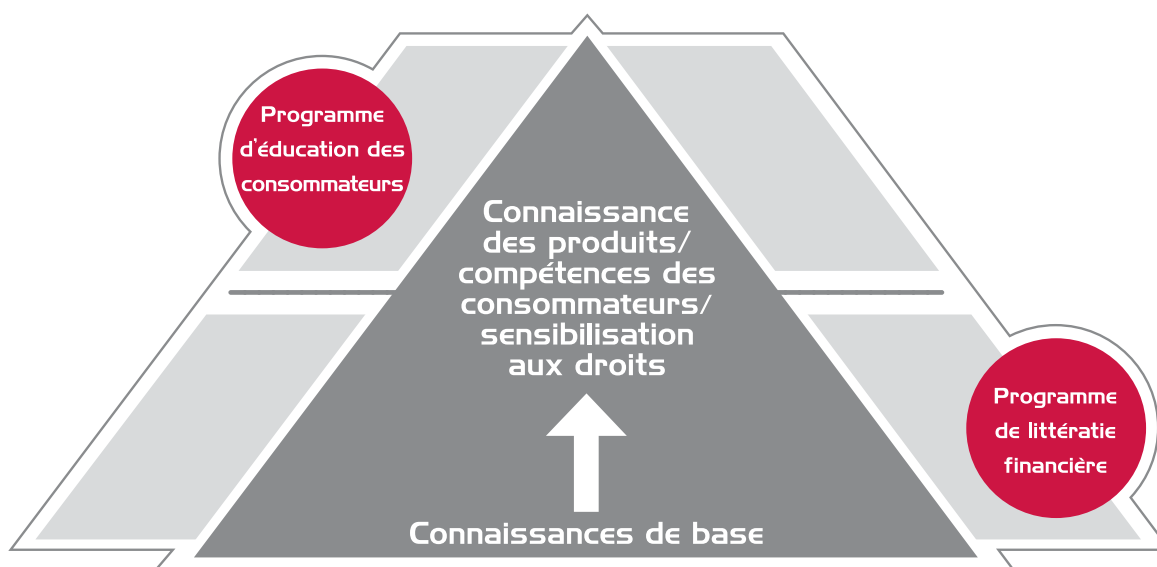 Programme
d'éducation des
consommateurs
Connaissance
des produits/
compétences des
consommateurs/
sensibilisation
aux droits
Programme
de littératie
financière
Connaissances de base